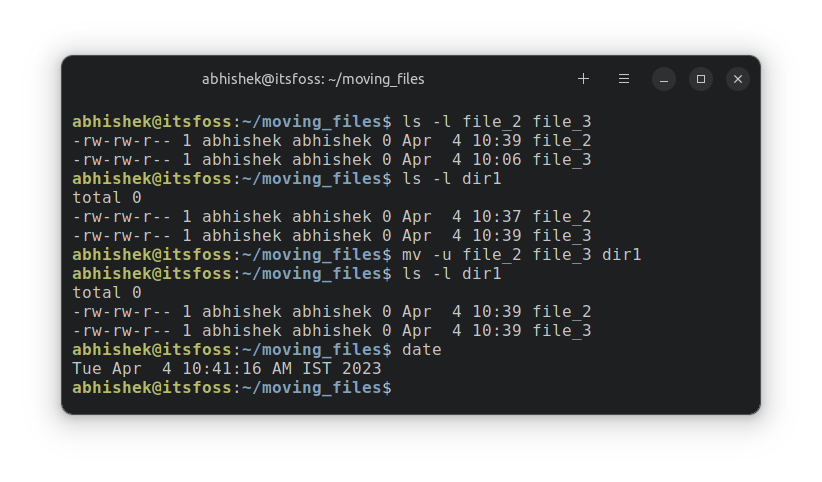 abhishek@itsfoss: ~/moving_files
abhishek@itsfoss:~/moving_files$ ls -l file_2 file_3
-rw-rw-r-- 1 abhishek abhishek 0 Apr  4 10:39 file_2
-rw-rw-r-- 1 abhishek abhishek 0 Apr  4 10:06 file_3
abhishek@itsfoss:~/moving_files$ ls -l dir1
total 0
-rw-rw-r-- 1 abhishek abhishek 0 Apr  4 10:37 file_2
-rw-rw-r-- 1 abhishek abhishek 0 Apr  4 10:39 file_3
abhishek@itsfoss:~/moving_files$ mv -u file_2 file_3 dir1
abhishek@itsfoss:~/moving_files$ ls -l dir1
total 0
-rw-rw-r-- 1 abhishek abhishek 0 Apr  4 10:39 file_2
-rw-rw-r-- 1 abhishek abhishek 0 Apr  4 10:39 file_3
abhishek@itsfoss:~/moving_files$ date
Tue Apr  4 10:41:16 AM IST 2023
abhishek@itsfoss:~/moving_files$